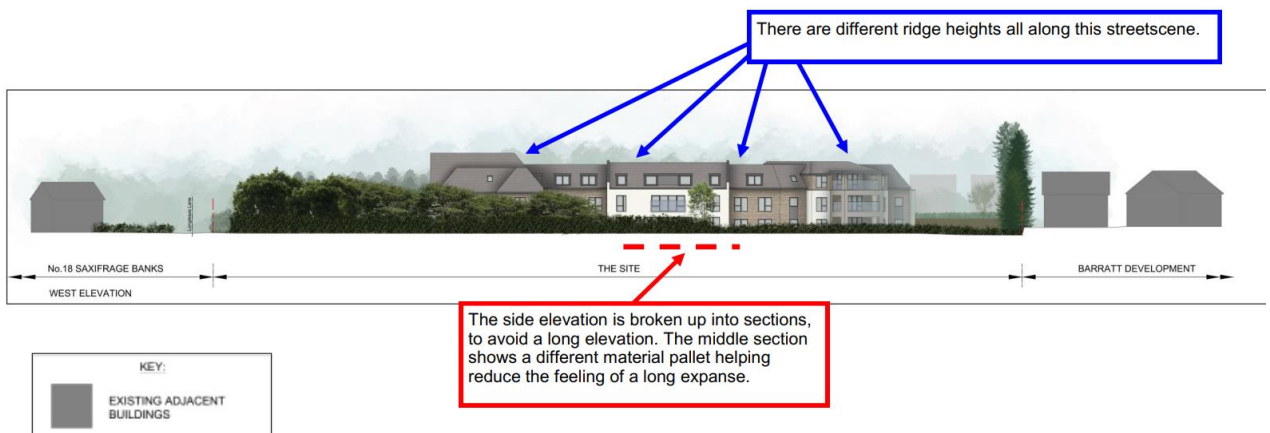 There are different ridge heights all along this streetscene.
Longmere Lane
No.18 SAXIFRAGE BANKS
THE SITE
BARRATT DEVELOPMENT
WEST ELEVATION
The side elevation is broken up into sections,
to avoid a long elevation. The middle section
shows a different material pallet helping
reduce the feeling of a long expanse.
KEY:
EXISTING ADJACENT
BUILDINGS